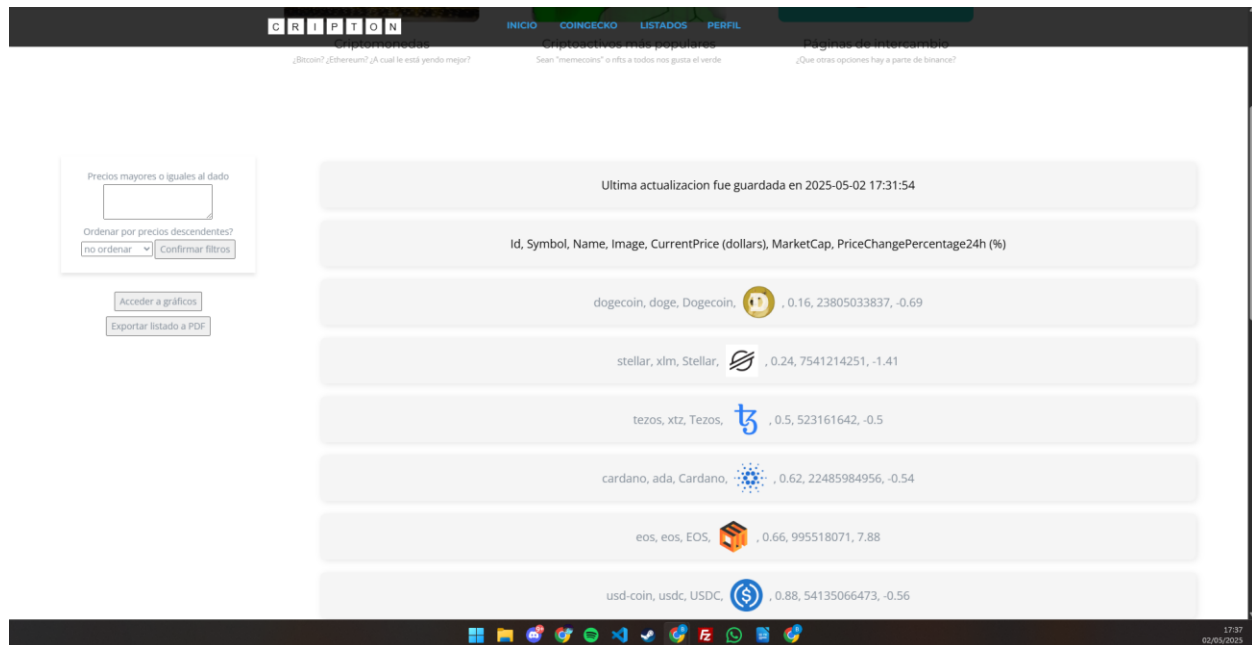 CRIPTON
INICIO COINGECKO LISTADOS PERFIL
Criptomonedas
¿Bitcoin? ¿Ethereum? ¿A cual le está yendo mejor?
Criptoactivos más populares
Sean "memecoins" o nfts a todos nos gusta el verde
Páginas de intercambio
¿Que otras opciones hay a parte de binance?
Precios mayores o iguales al dado
Ordenar por precios descendentes?
no ordenar Confirmar filtros
Acceder a gráficos
Exportar listado a PDF
Ultima actualizacion fue guardada en 2025-05-02 17:31:54
Id, Symbol, Name, Image, CurrentPrice (dollars), MarketCap, PriceChangePercentage24h (%)
dogecoin, doge, Dogecoin, , 0.16, 23805033837, -0.69
stellar, xlm, Stellar, , 0.24, 7541214251, -1.41
tezos, xtz, Tezos, , 0.5, 523161642, -0.5
cardano, ada, Cardano, , 0.62, 22485984956, -0.54
eos, eos, EOS, , 0.66, 995518071, 7.88
usd-coin, usdc, USDC, , 0.88, 54135066473, -0.56
17:37
02/05/2025